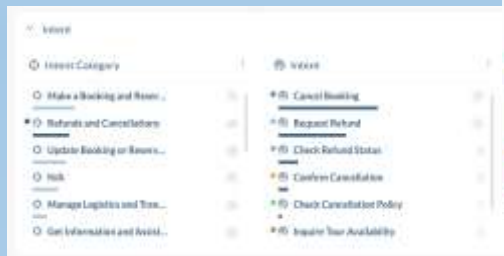 Intent
Intent Category
Make a Booking and Reser...
Refunds and Cancellations
Update Booking or Reserv...
N/A
Manage Logistics and Tran...
Get Information and Assist...
Intent
Cancel Booking
Request Refund
Check Refund Status
Confirm Cancellation
Check Cancellation Policy
Inquire Tour Availability